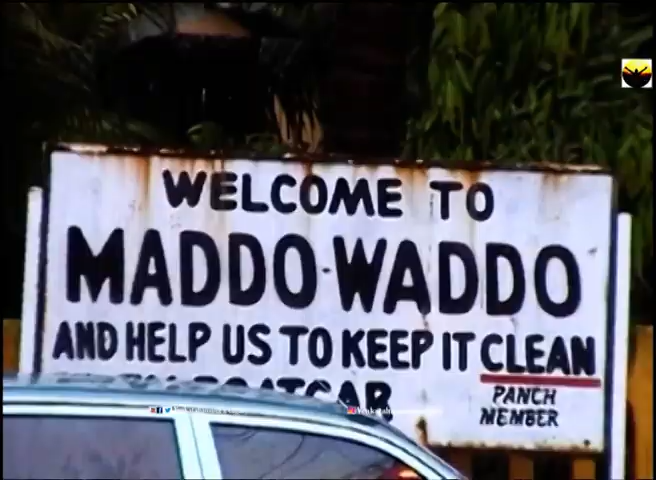 WELCOME TO
MADDO-WADDO
AND HELP US TO KEEP IT CLEAN
PANCH
MEMBER